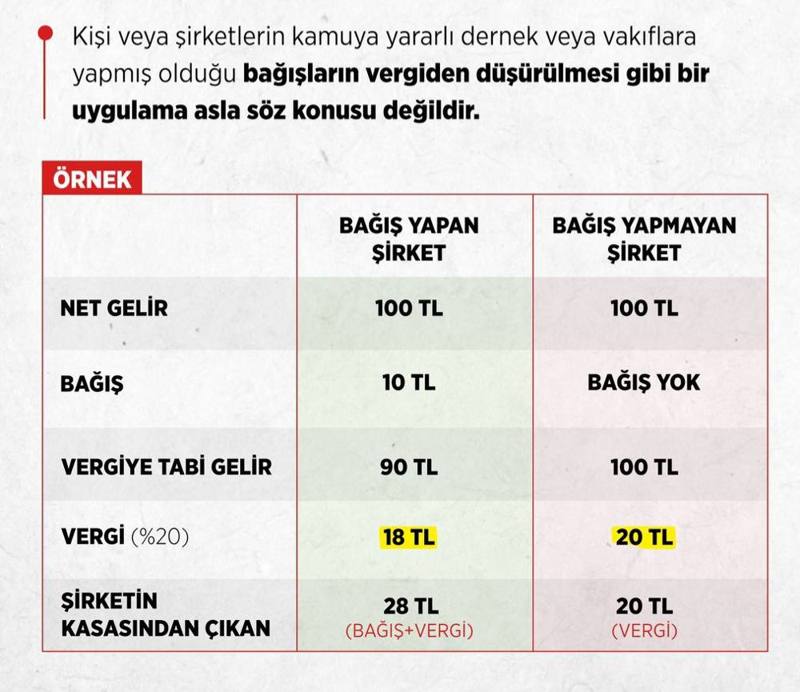 Kişi veya şirketlerin kamuya yararlı dernek veya vakıflara
yapmış olduğu bağışların vergiden düşürülmesi gibi bir
uygulama asla söz konusu değildir.
ÖRNEK
BAĞIŞ YAPAN ŞİRKET
BAĞIŞ YAPMAYAN ŞİRKET
NET GELİR 100 TL 100 TL
BAĞIŞ 10 TL BAĞIŞ YOK
VERGİYE TABİ GELİR 90 TL 100 TL
VERGİ (%20) 18 TL 20 TL
ŞİRKETİN KASASINDAN ÇIKAN 28 TL (BAĞIŞ+VERGİ) 20 TL (VERGİ)